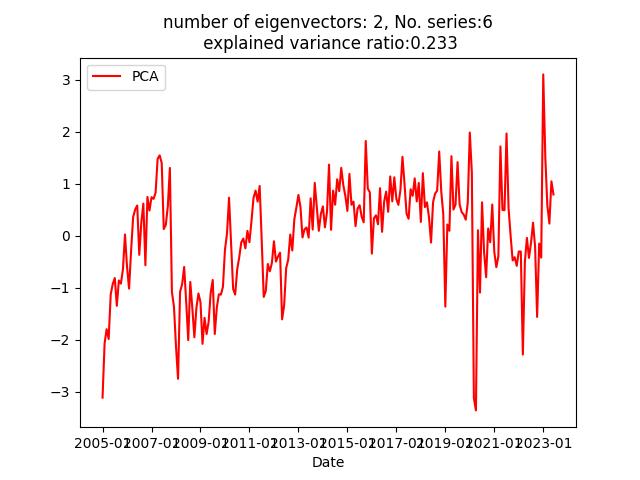 number of eigenvectors: 2, No. series:6
explained variance ratio:0.233
PCA
3
2
1
0
−1
−2
−3
2005-01 2007-01 2009-01 2011-01 2013-01 2015-01 2017-01 2019-01 2021-01 2023-01
Date